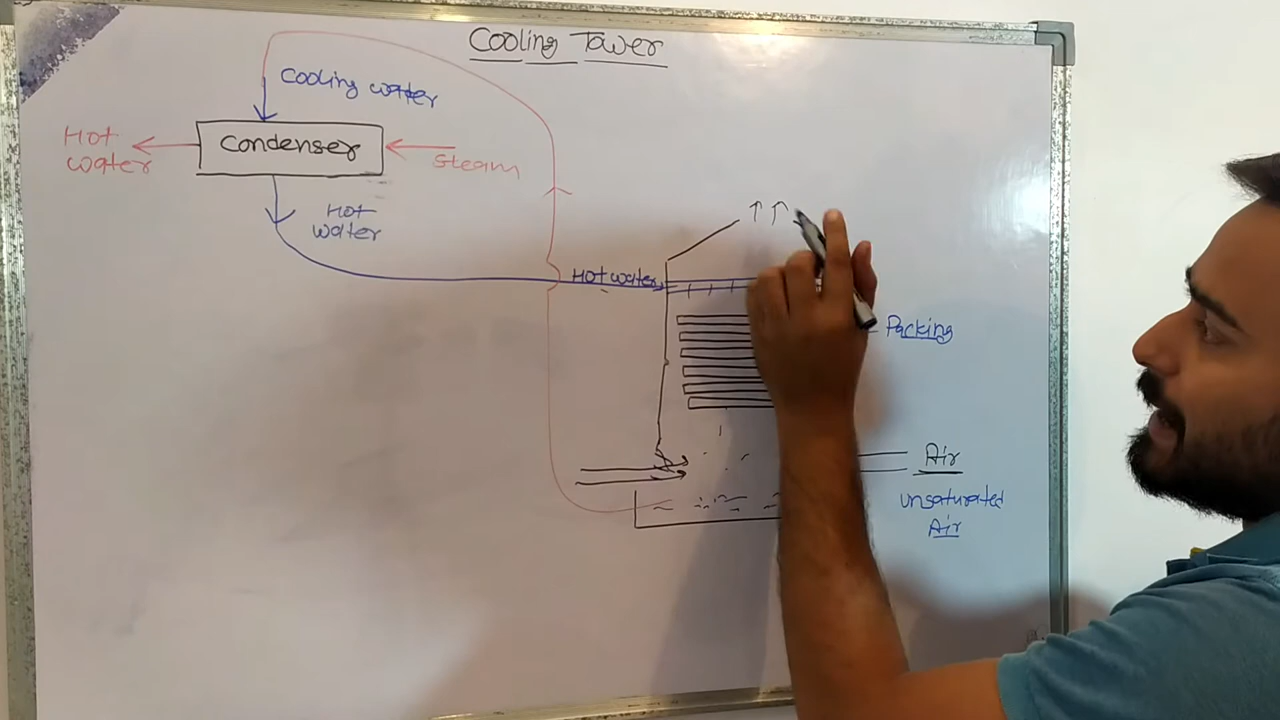 Cooling Tower
Cooling water
Hot
water
Condenser
Steam
Hot
water
Hot water
Packing
Air
unsaturated
Air